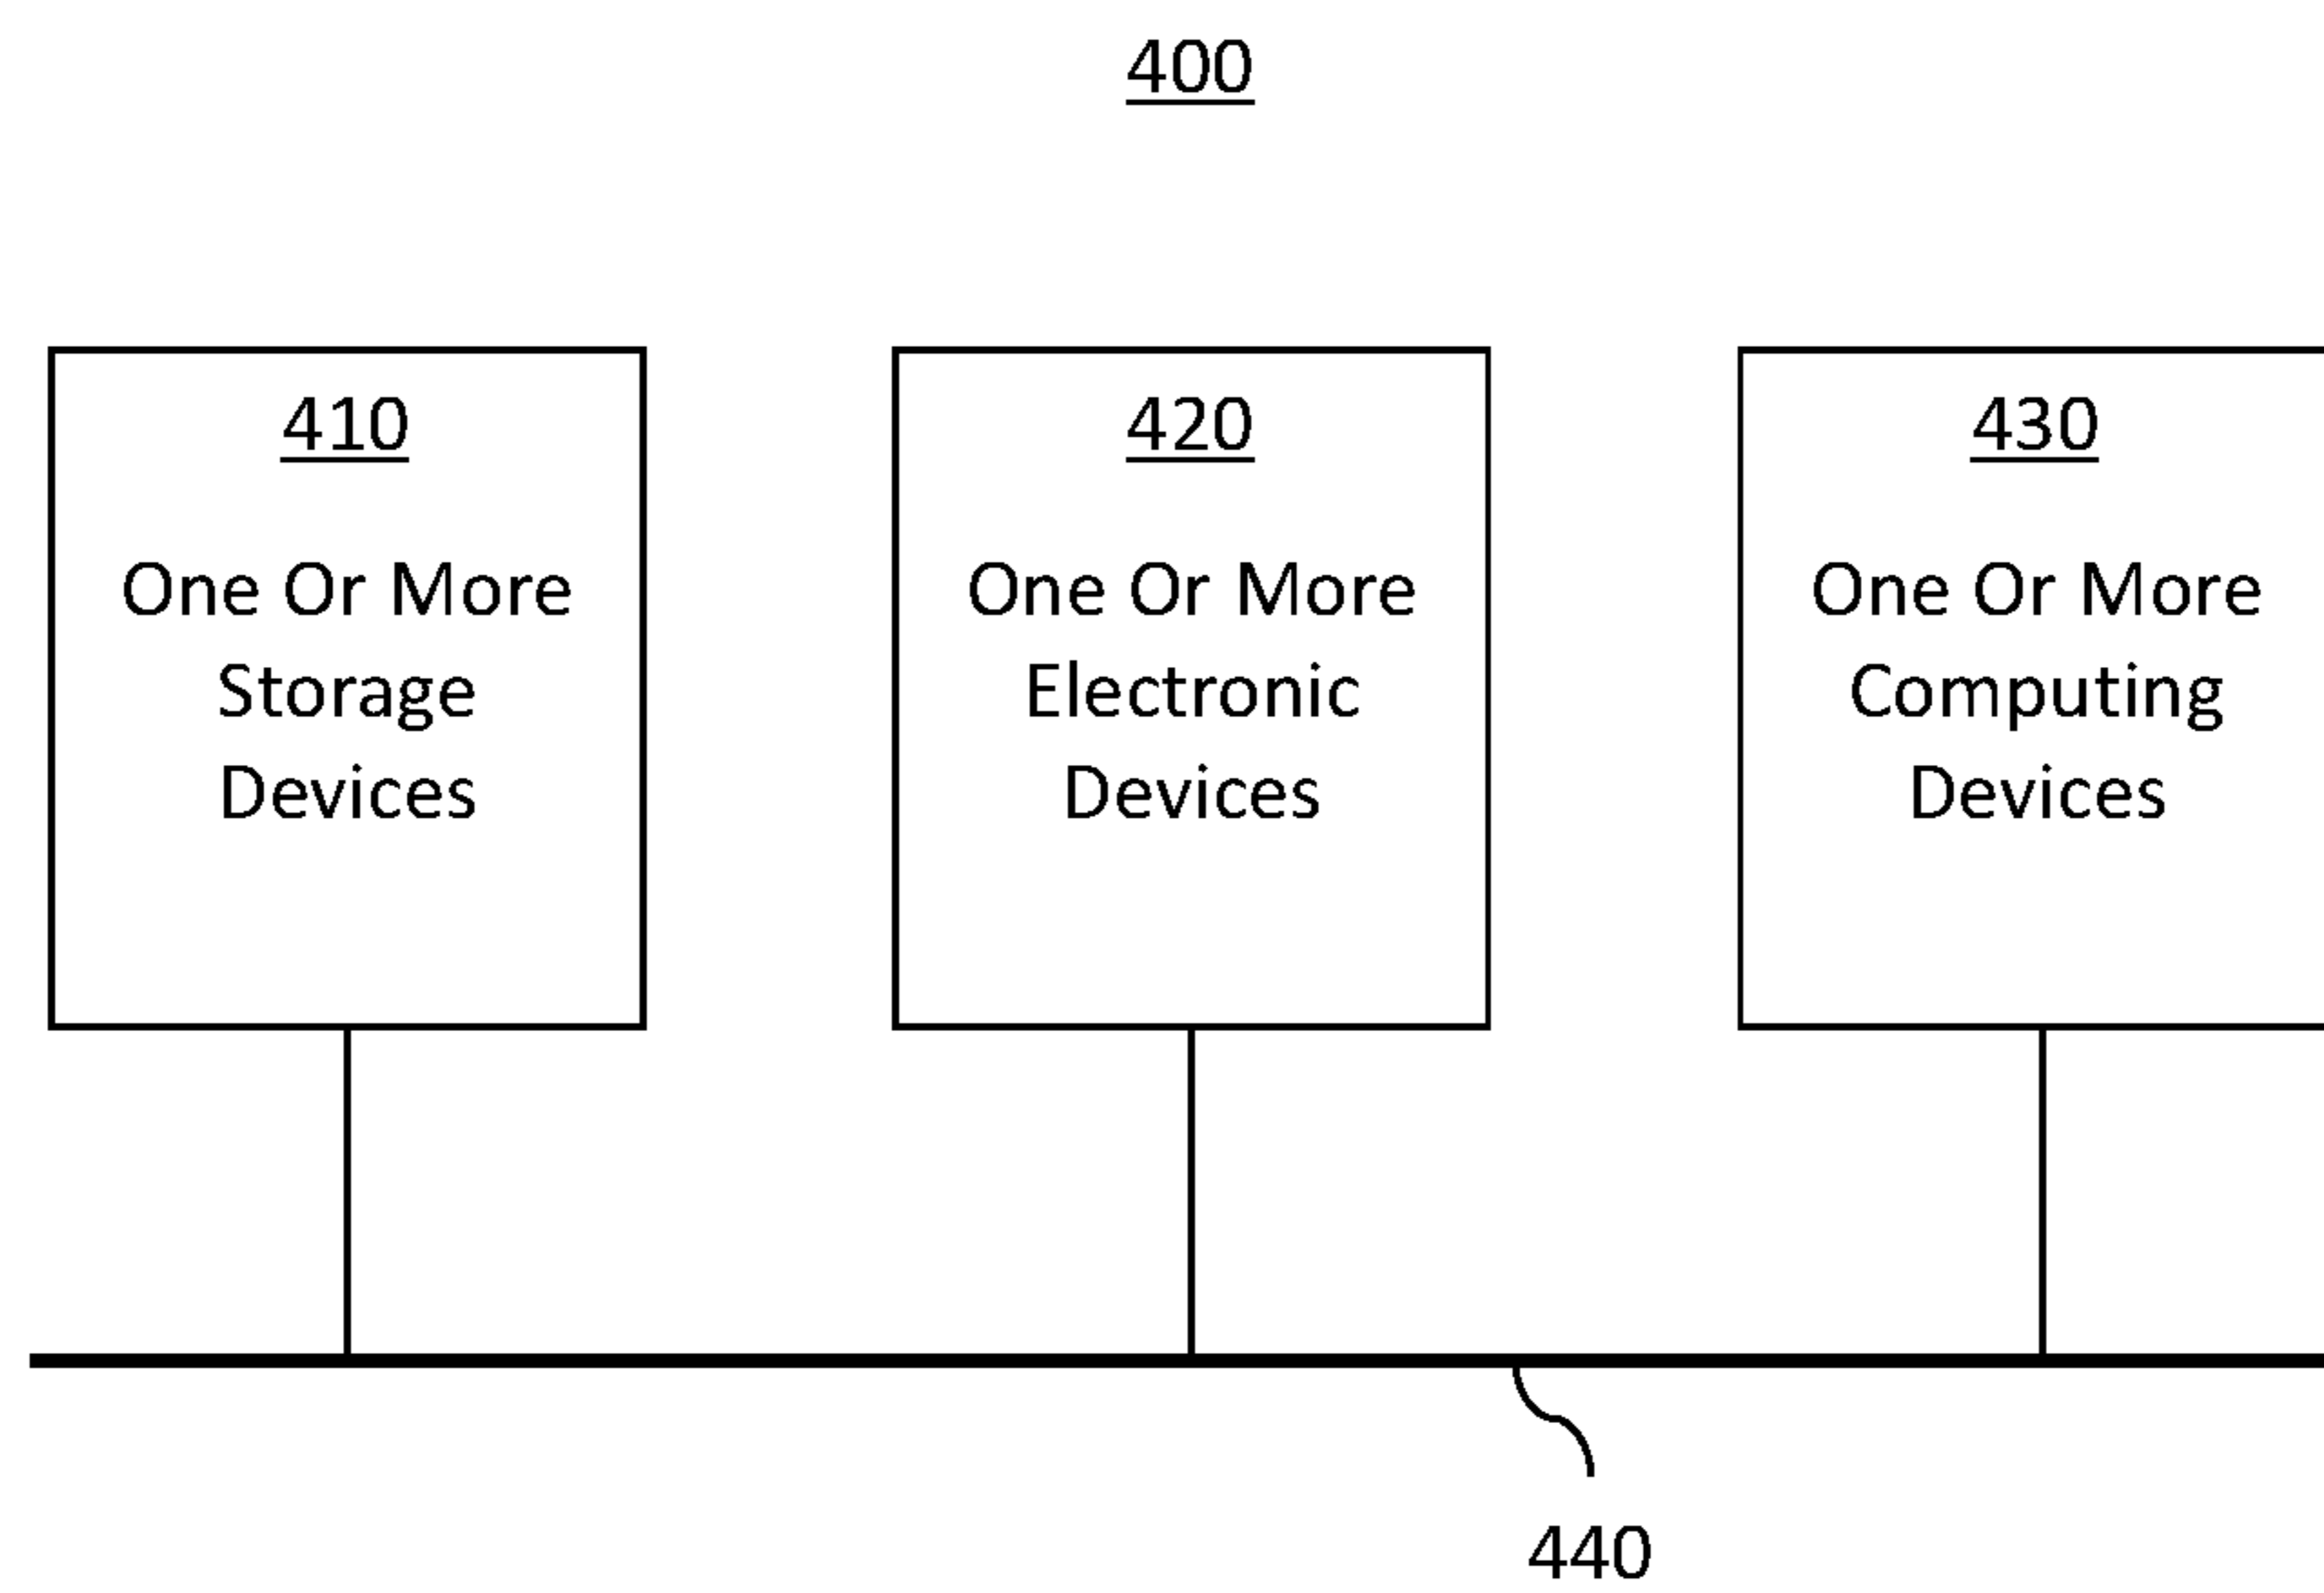 400
410
One Or More
Storage
Devices
420
One Or More
Electronic
Devices
430
One Or More
Computing
Devices
440